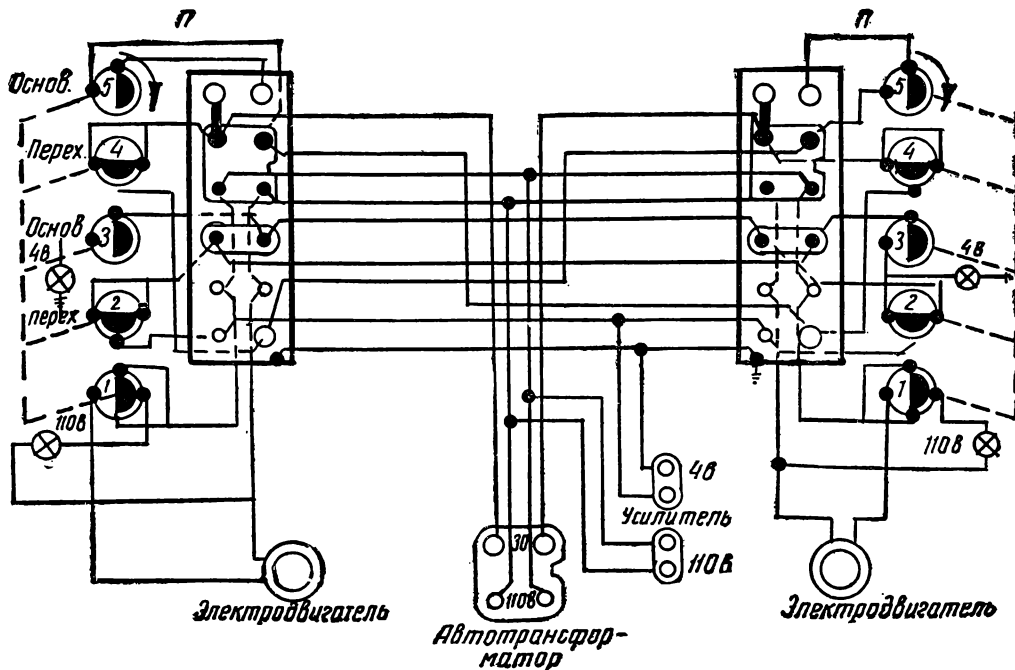 П
П
Основ.
5
5
Перех.
4
4
Основ
4в
3
3
4в
перех
2
2
1
1
110в
110в
4в
Усилитель
30
110в
110в
Электродвигатель
Электродвигатель
Автотрансфор-
матор